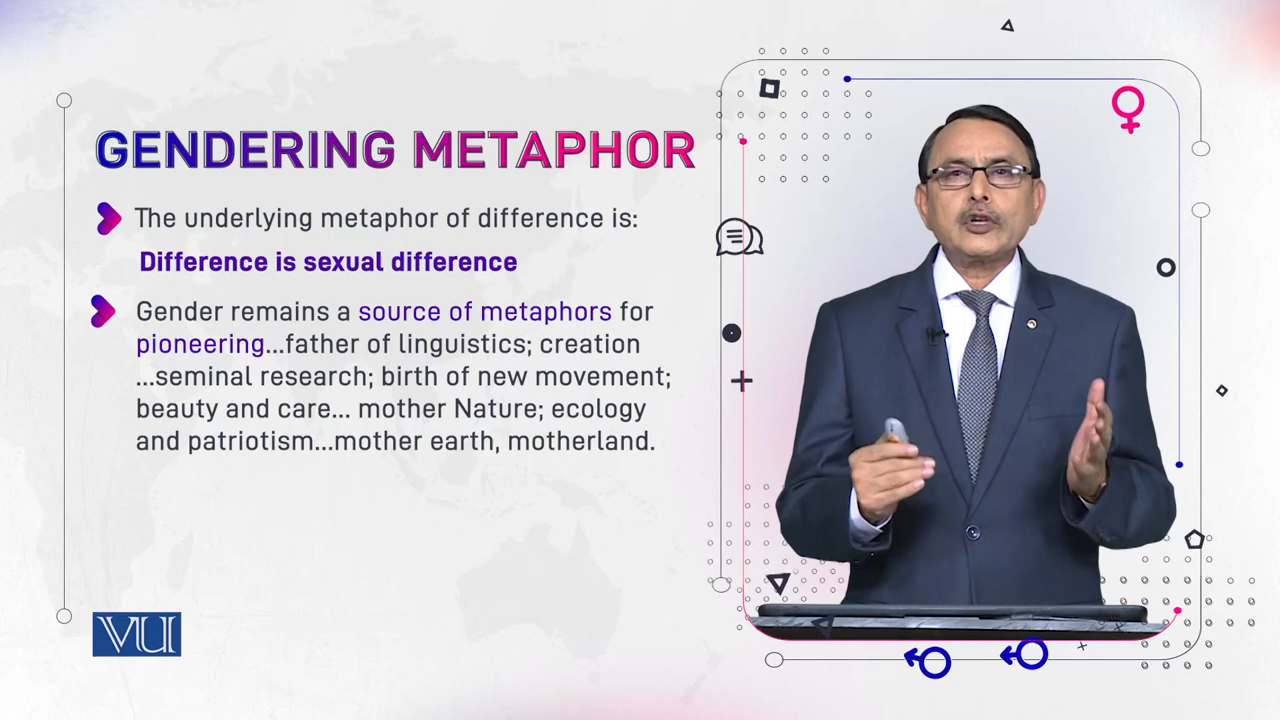 GENDERING METAPHOR
The underlying metaphor of difference is:
Difference is sexual difference
Gender remains a source of metaphors for
pioneering...father of linguistics; creation
...seminal research; birth of new movement;
beauty and care... mother Nature; ecology
and patriotism...mother earth, motherland.
VU